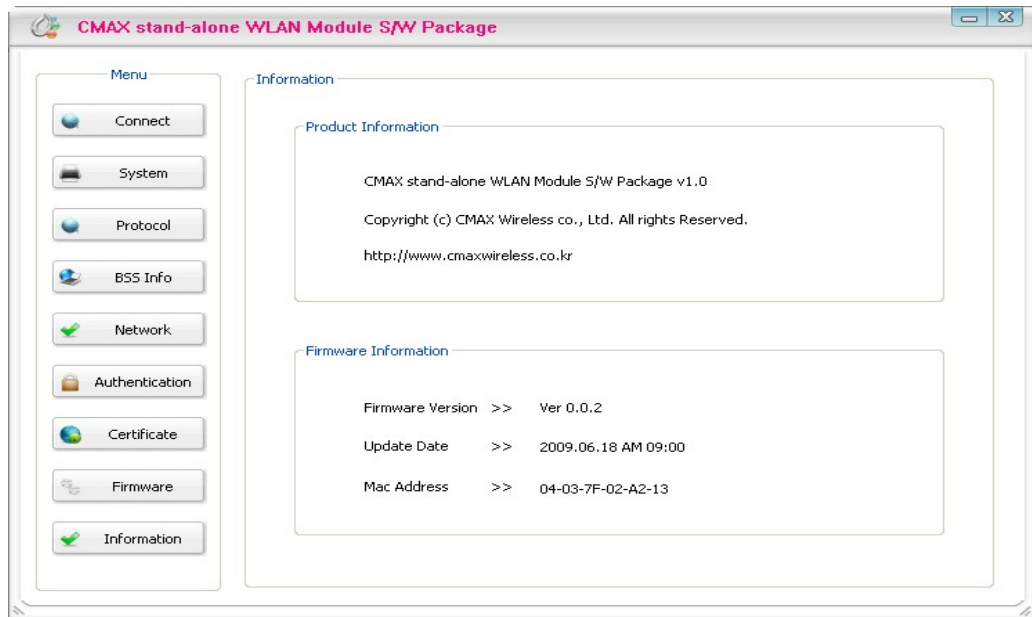 CMAX stand-alone WLAN Module S/W Package
Menu
Connect
System
Protocol
BSS Info
Network
Authentication
Certificate
Firmware
Information
Information
Product Information
CMAX stand-alone WLAN Module S/W Package v1.0
Copyright (c) CMAX Wireless co., Ltd. All rights Reserved.
http://www.cmaxwireless.co.kr
Firmware Information
Firmware Version >> Ver 0.0.2
Update Date >> 2009.06.18 AM 09:00
Mac Address >> 04-03-7F-02-A2-13